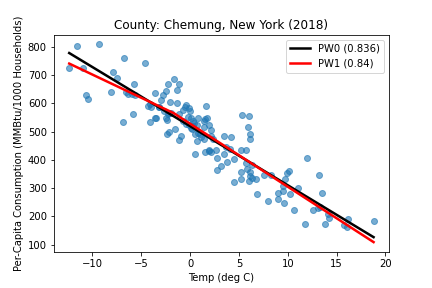 County: Chemung, New York (2018)
Per-Capita Consumption (MMBtu/1000 Households)
800
700
600
500
400
300
200
100
PW0 (0.836)
PW1 (0.84)
−10 −5 0 5 10 15 20
Temp (deg C)